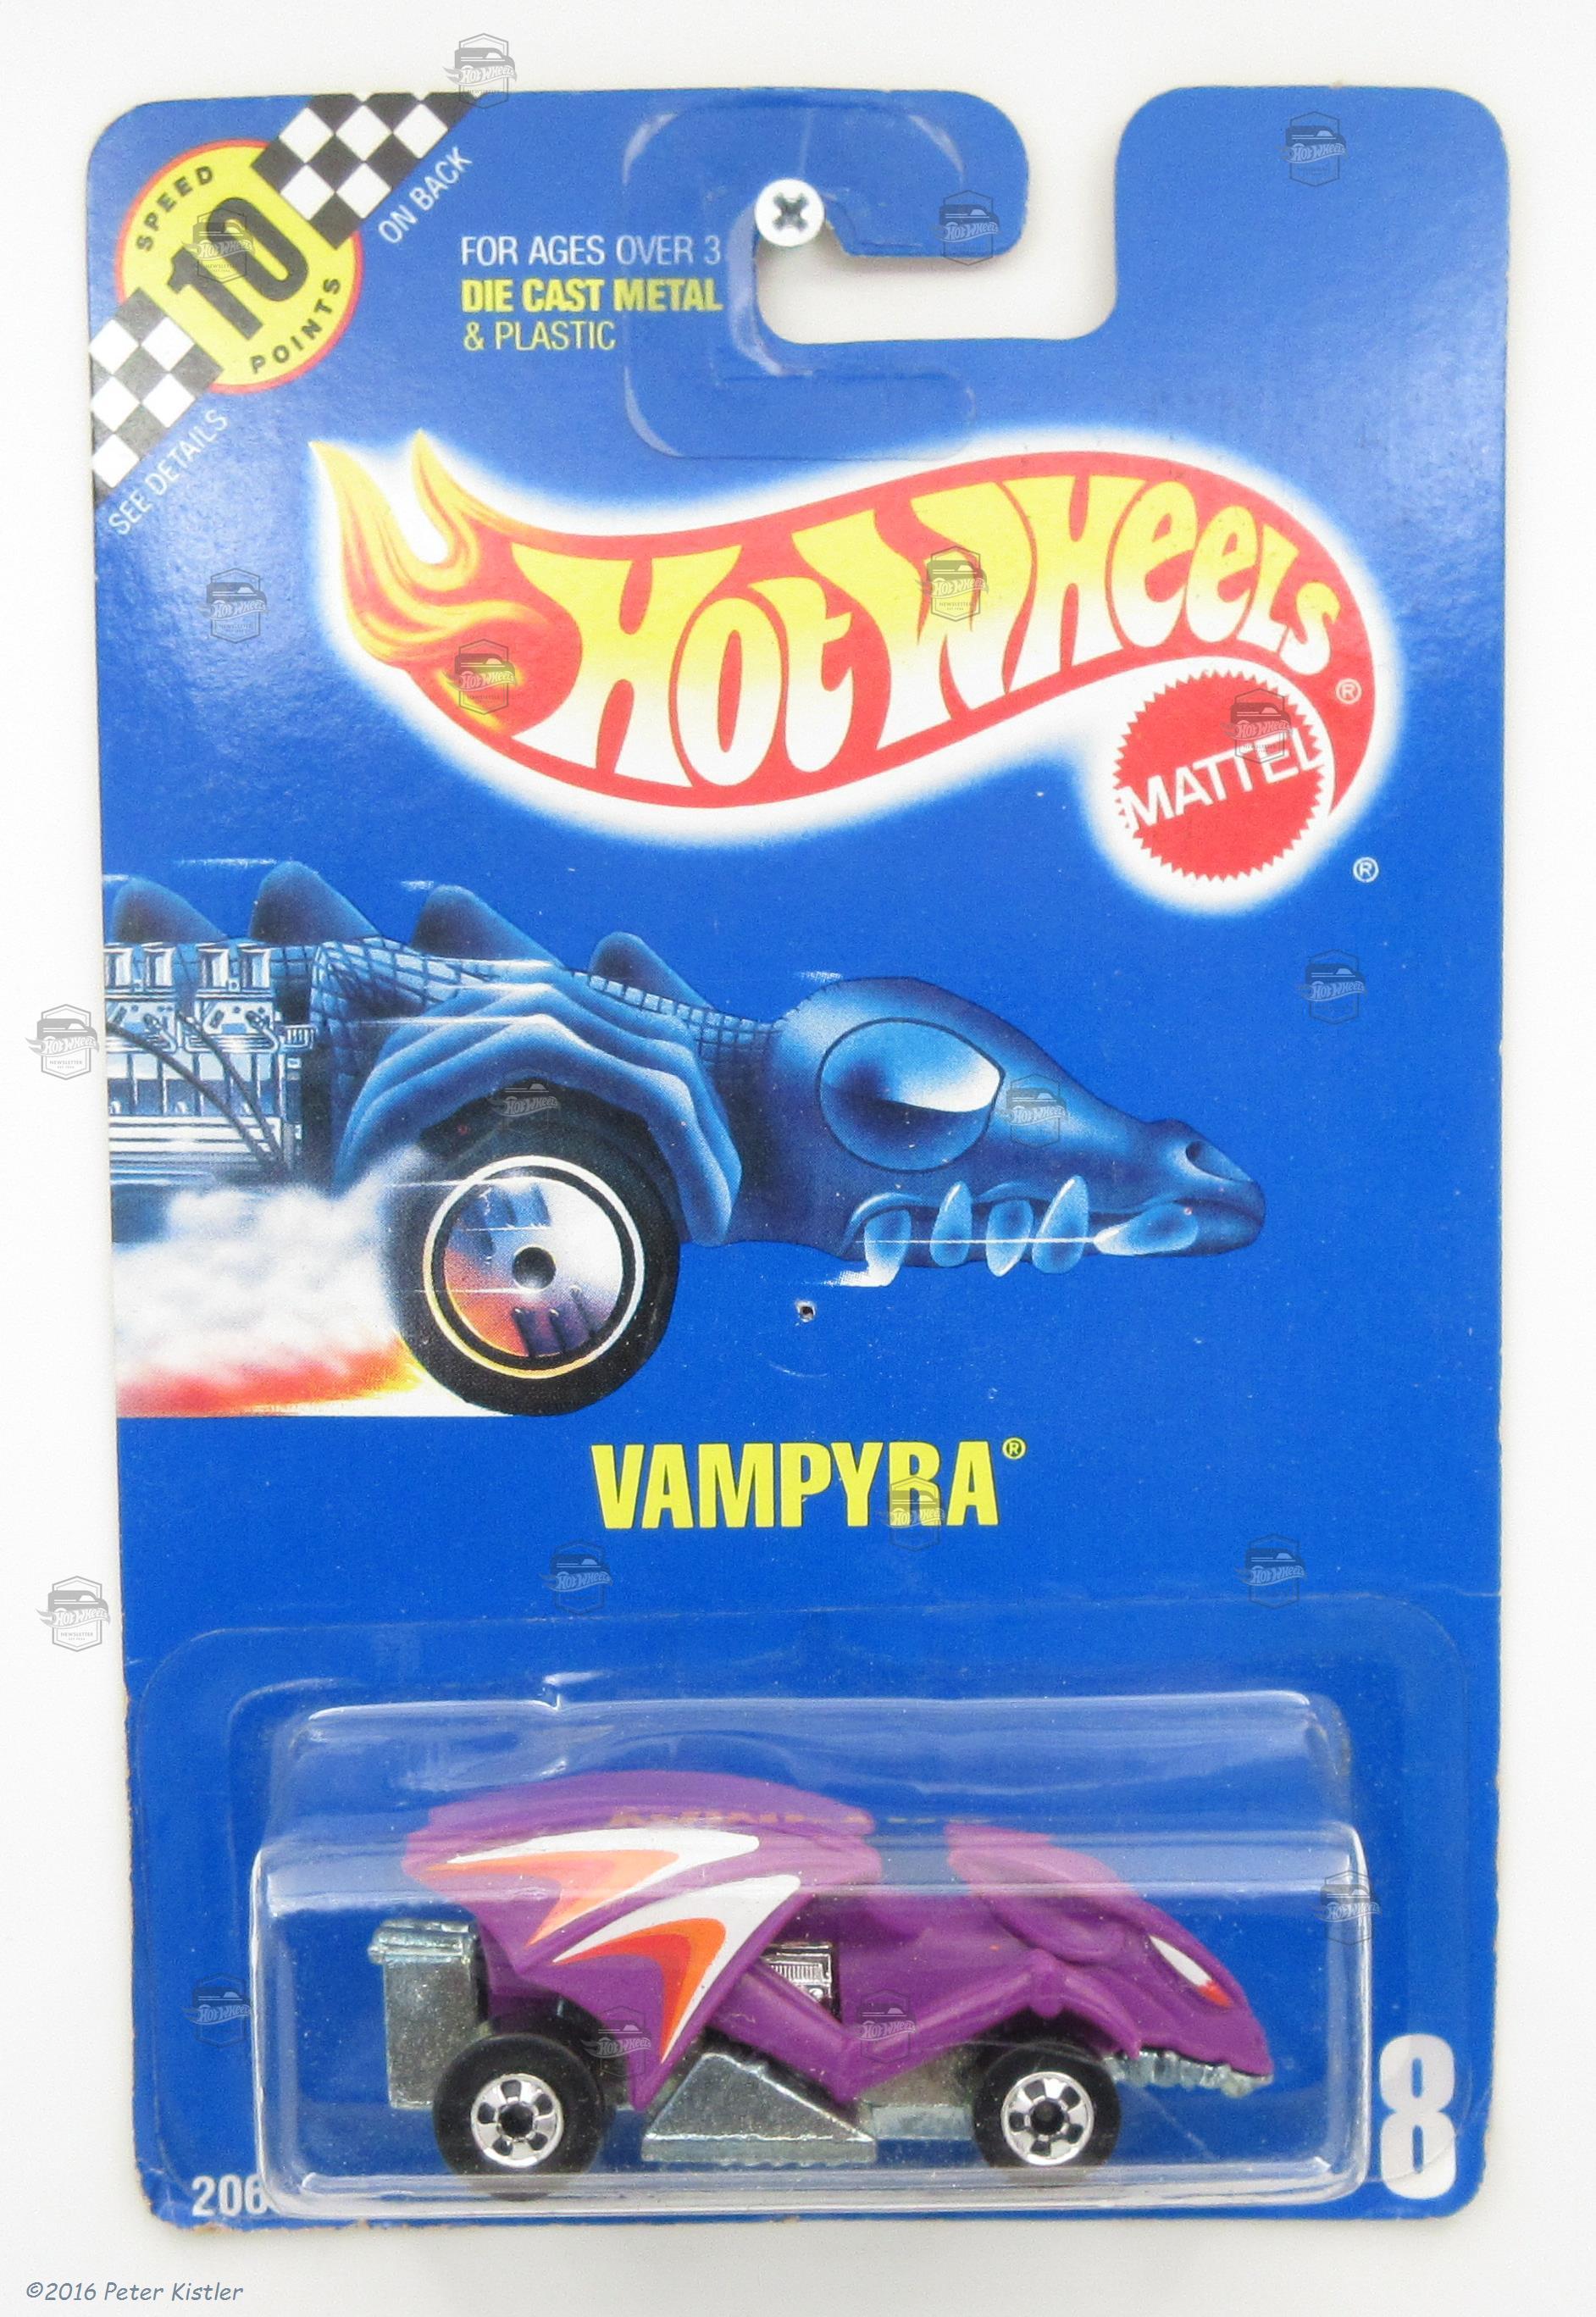 SPEED
10
POINTS
ON BACK
SEE DETAILS
FOR AGES OVER 3
DIE CAST METAL
& PLASTIC
HOT WHEELS®
MATTEL
®
VAMPYRA®
206
8
©2016 Peter Kistler